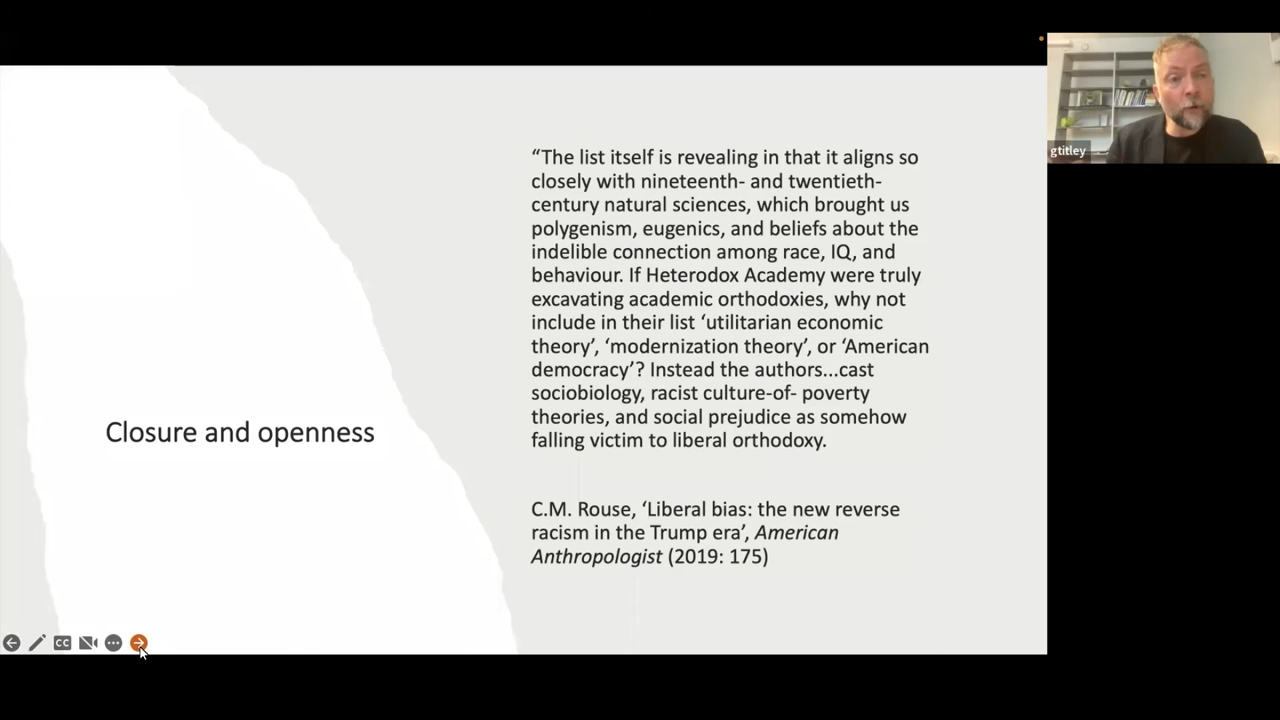 gtitley
“The list itself is revealing in that it aligns so
closely with nineteenth- and twentieth-
century natural sciences, which brought us
polygenism, eugenics, and beliefs about the
indelible connection among race, IQ, and
behaviour. If Heterodox Academy were truly
excavating academic orthodoxies, why not
include in their list ‘utilitarian economic
theory’, ‘modernization theory’, or ‘American
democracy’? Instead the authors...cast
sociobiology, racist culture-of- poverty
theories, and social prejudice as somehow
falling victim to liberal orthodoxy.
Closure and openness
C.M. Rouse, ‘Liberal bias: the new reverse
racism in the Trump era’, American
Anthropologist (2019: 175)
CC